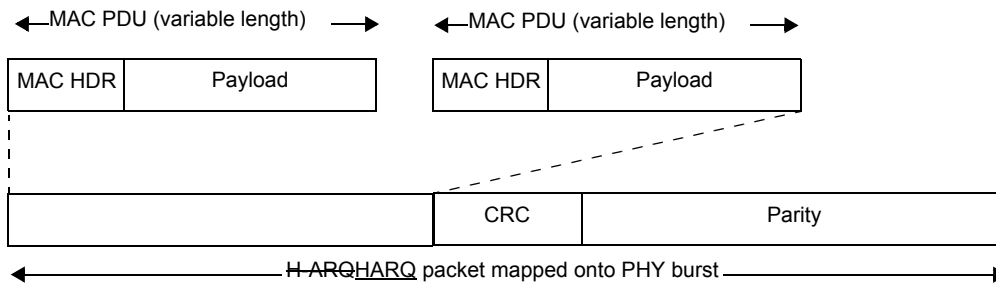 MAC PDU (variable length) MAC PDU (variable length)
MAC HDR Payload MAC HDR Payload
CRC Parity
H-ARQHARQ packet mapped onto PHY burst